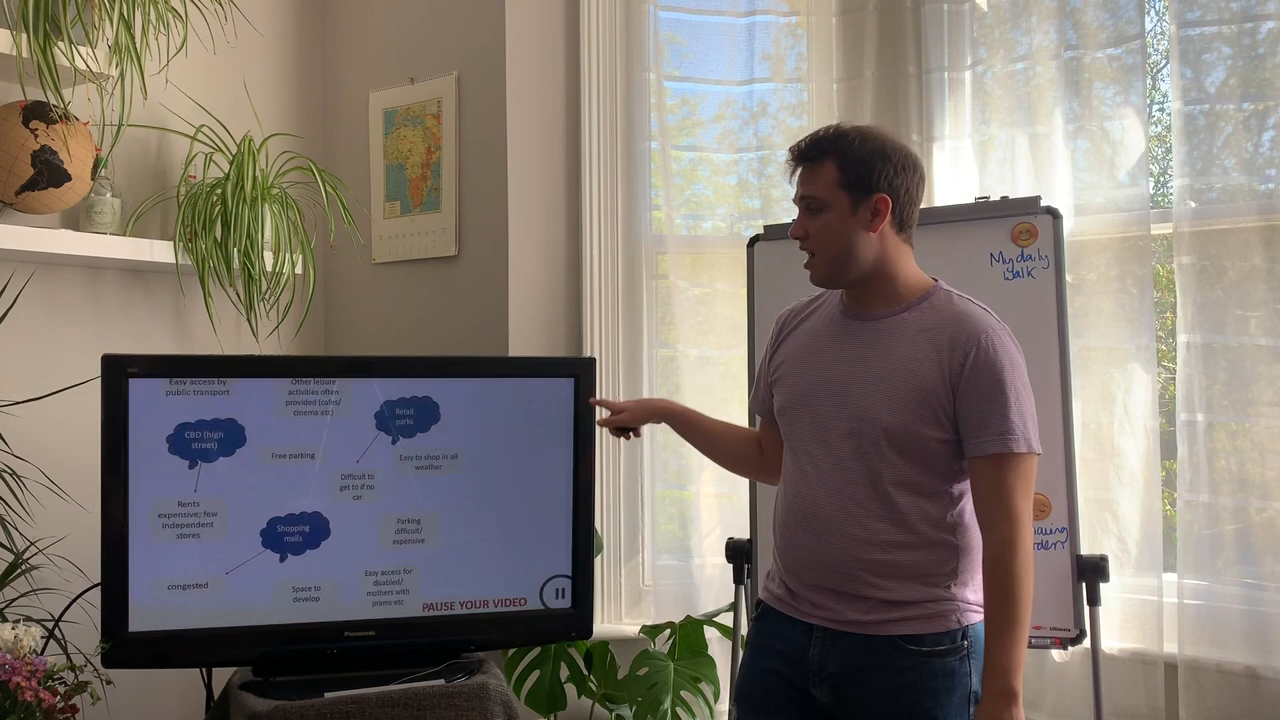 My daily
walk
Easy access by
public transport
Other leisure
activities often
provided (cafes/
cinema etc)
Retail
parks
CBD (high
street)
Free parking
Easy to shop in all
weather
Difficult to
get to if no
car
Rents
expensive; few
independent
stores
Shopping
malls
Parking
difficult/
expensive
congested
Space to
develop
Easy access for
disabled/
mothers with
prams etc
PAUSE YOUR VIDEO
Panasonic
Ultimate